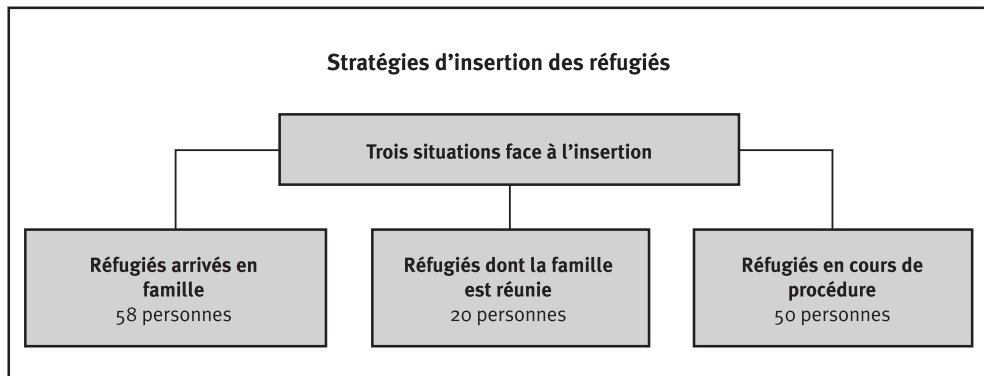 Stratégies d'insertion des réfugiés
Trois situations face à l'insertion
Réfugiés arrivés en
famille
58 personnes
Réfugiés dont la famille
est réunie
20 personnes
Réfugiés en cours de
procédure
50 personnes